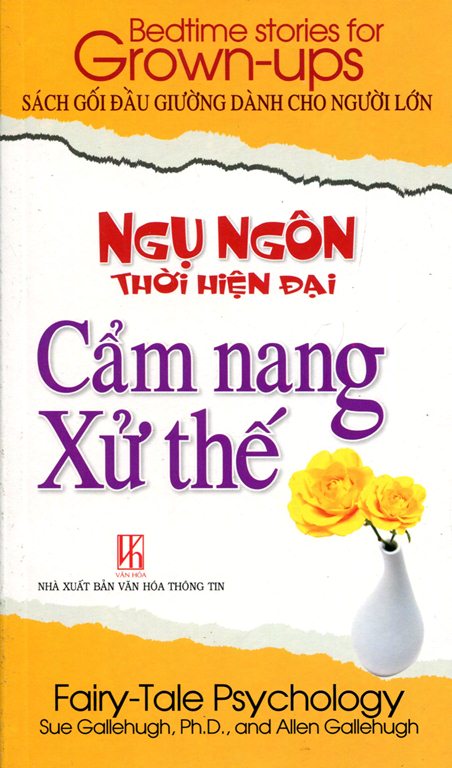 Bedtime stories for
Grown-ups
SÁCH GỐI ĐẦU GIƯỜNG DÀNH CHO NGƯỜI LỚN
NGỤ NGÔN
THỜI HIỆN ĐẠI
Cẩm nang
Xử thế
VĂN HÓA
NHÀ XUẤT BẢN VĂN HÓA THÔNG TIN
Fairy-Tale Psychology
Sue Gallehugh, Ph.D., and Allen Gallehugh